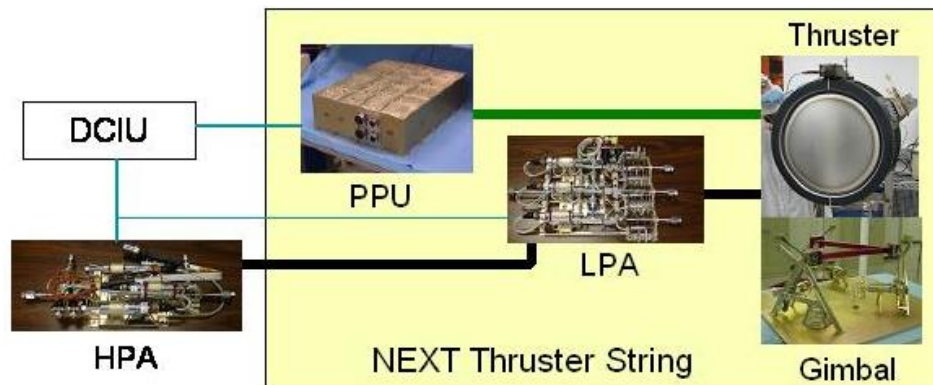 Thruster
DCIU
PPU
LPA
HPA
NEXT Thruster String
Gimbal